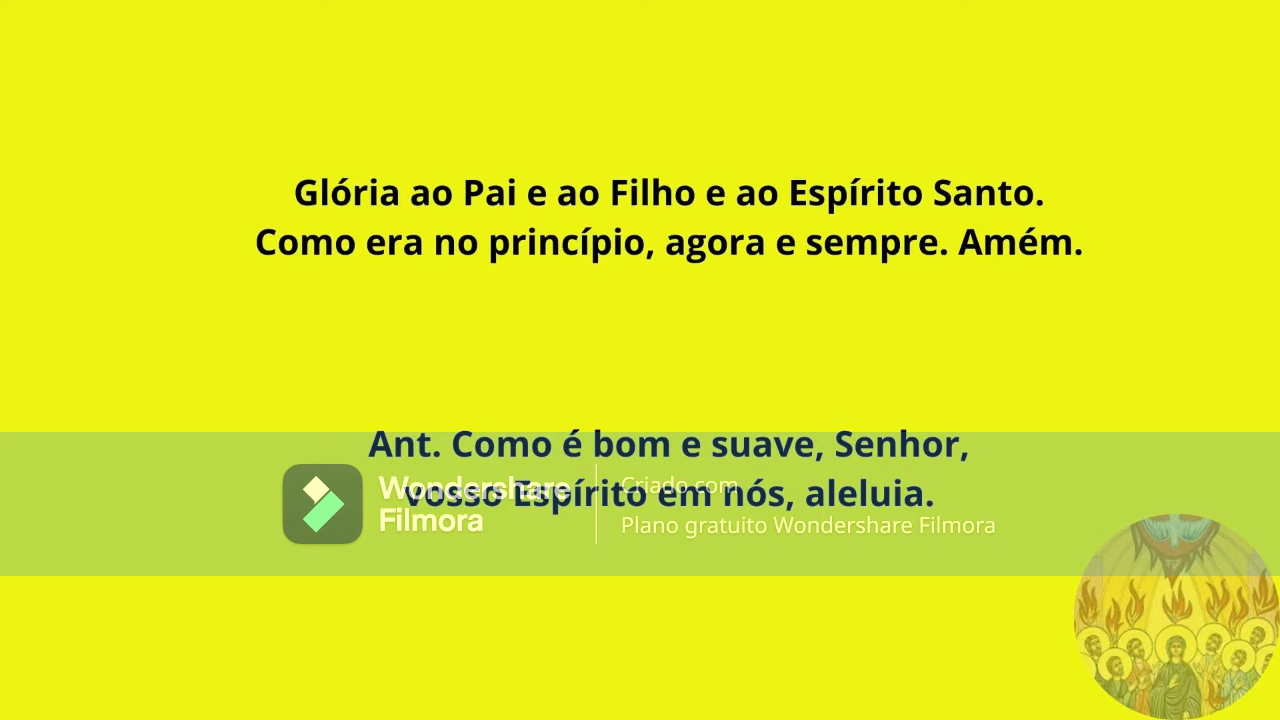 Glória ao Pai e ao Filho e ao Espírito Santo.
Como era no princípio, agora e sempre. Amém.
Ant. Como é bom e suave, Senhor,
vosso Espírito em nós, aleluia.
Wondershare
Filmora
Criado com
Plano gratuito Wondershare Filmora